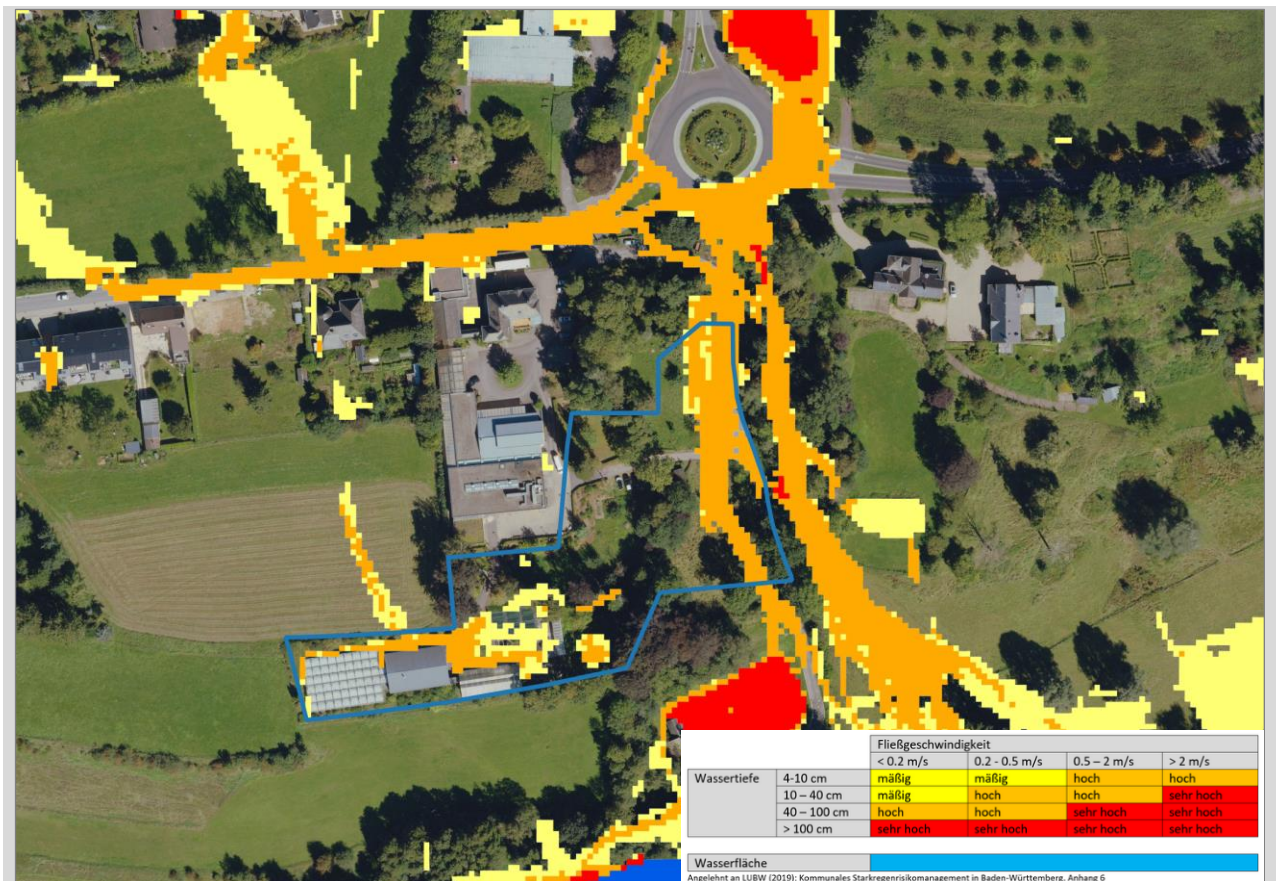 Fließgeschwindigkeit
< 0.2 m/s 0.2 - 0.5 m/s 0.5 – 2 m/s > 2 m/s
Wassertiefe 4-10 cm mäßig mäßig hoch hoch
10 – 40 cm mäßig hoch hoch sehr hoch
40 – 100 cm hoch hoch sehr hoch sehr hoch
> 100 cm sehr hoch sehr hoch sehr hoch sehr hoch
Wasserfläche
Angelehnt an LUBW (2019): Kommunales Starkregenrisikomanagement in Baden-Württemberg, Anhang 6